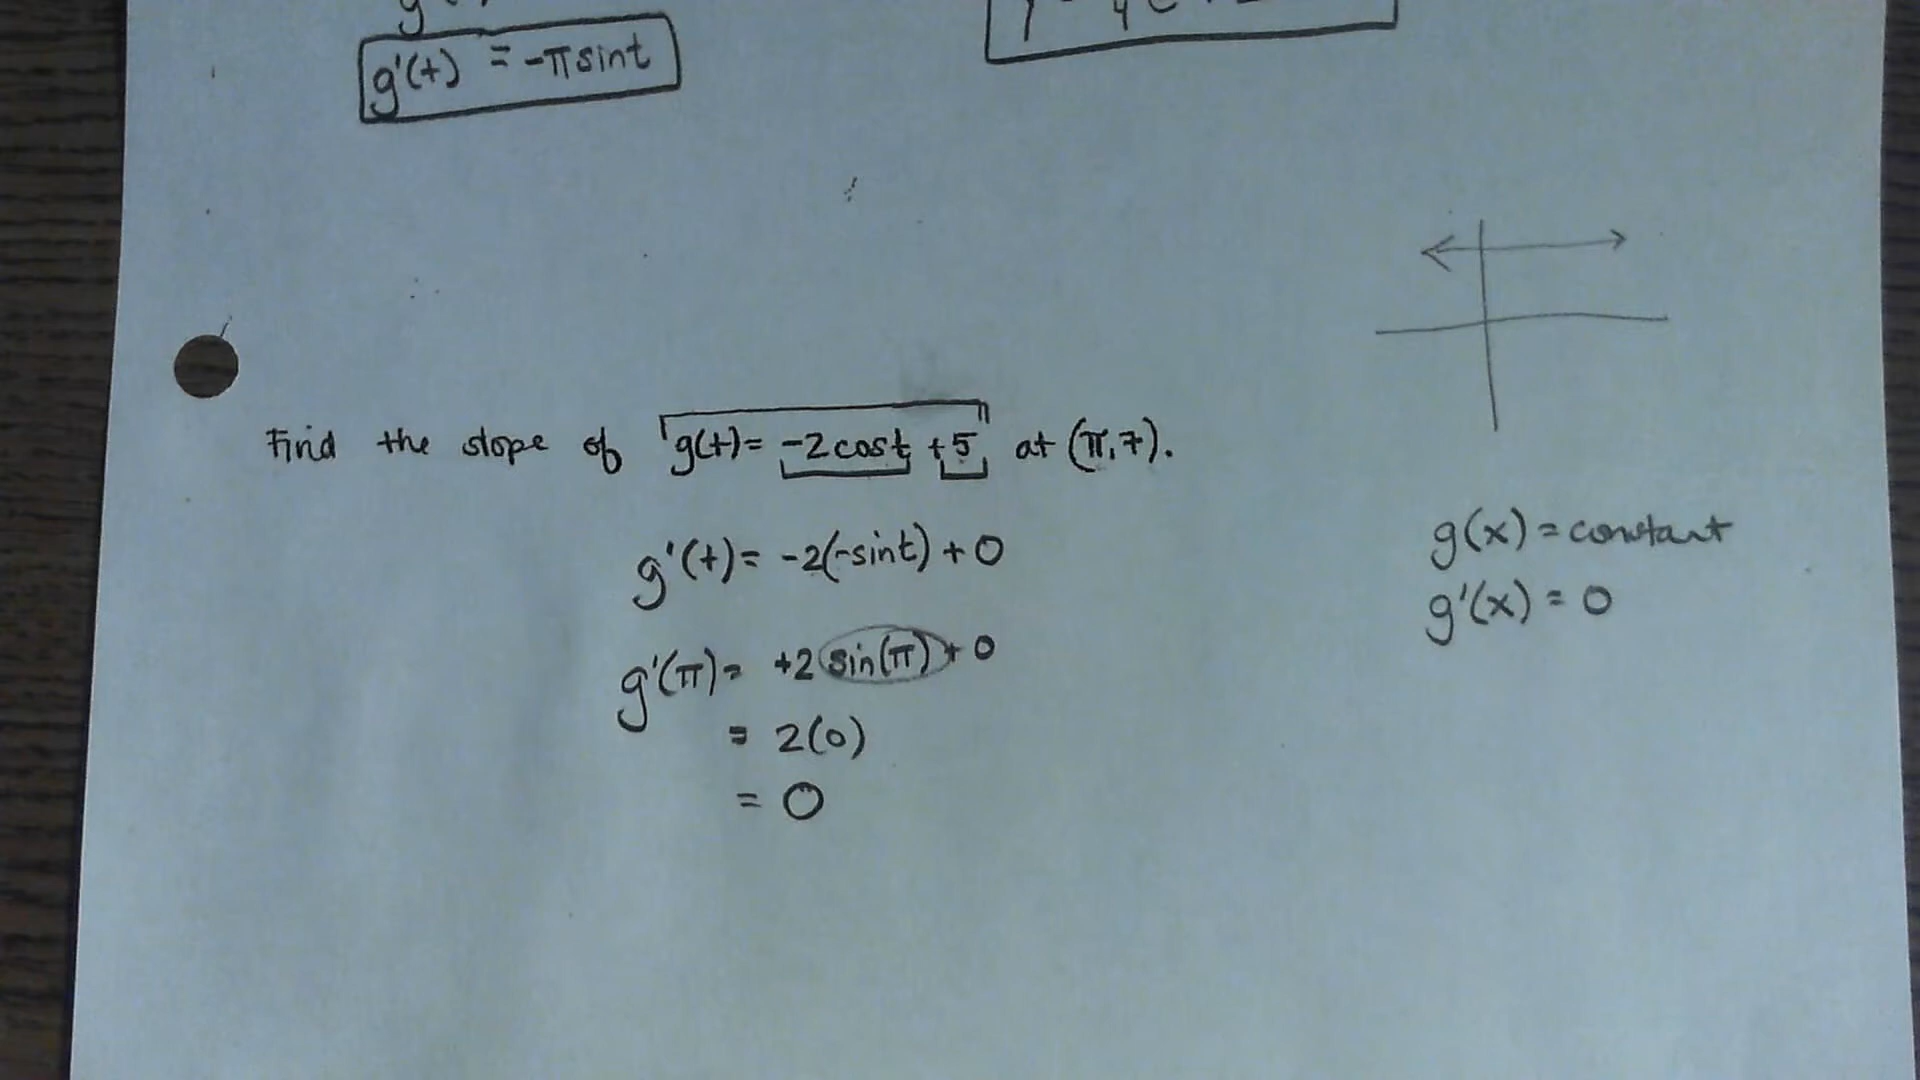 g'(t) = -π sint
Find the slope of g(t) = -2cost + 5 at (π,7).
g'(t) = -2(-sint) + 0
g'(π) = +2 sin(π) + 0
= 2(0)
= 0
g(x) = constant
g'(x) = 0